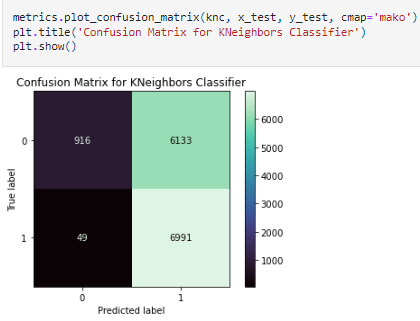 metrics.plot_confusion_matrix(knc, x_test, y_test, cmap='mako')
plt.title('Confusion Matrix for KNeighbors Classifier')
plt.show()
Confusion Matrix for KNeighbors Classifier
0
916
6133
1
49
6991
True label
0
1
Predicted label
6000
5000
4000
3000
2000
1000